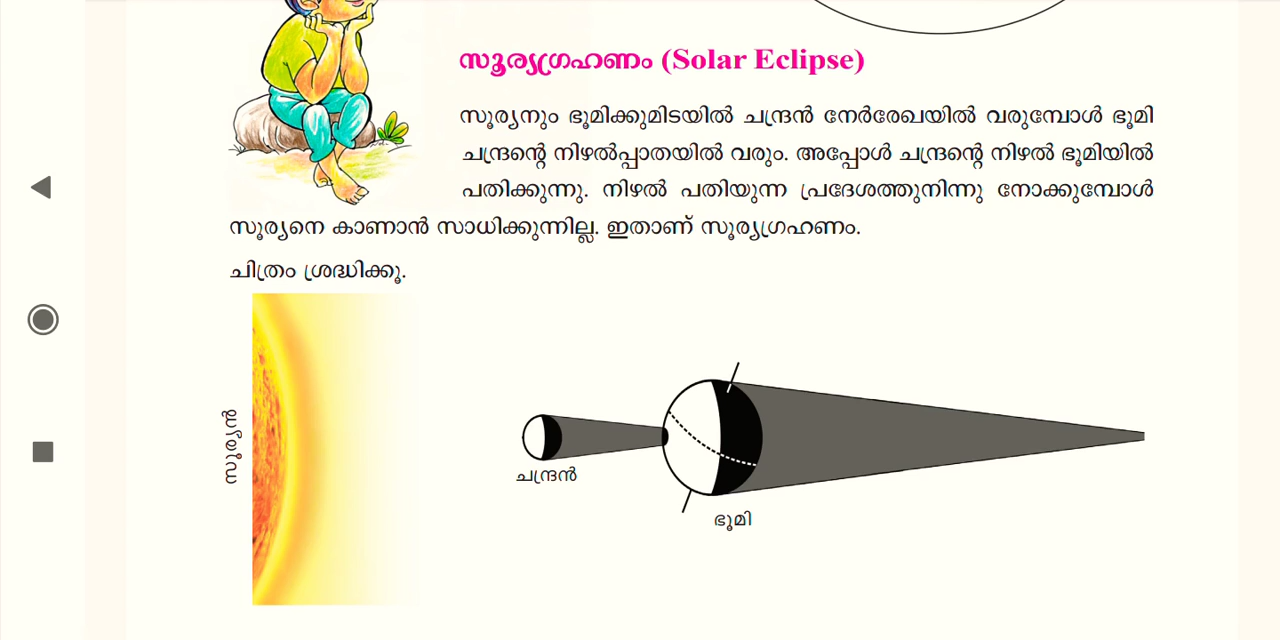 സൂര്യഗ്രഹണം (Solar Eclipse)
സൂര്യനും ഭൂമിക്കുമിടയിൽ ചന്ദ്രൻ നേർരേഖയിൽ വരുമ്പോൾ ഭൂമി
ചന്ദ്രന്റെ നിഴൽപ്പാതയിൽ വരും. അപ്പോൾ ചന്ദ്രന്റെ നിഴൽ ഭൂമിയിൽ
പതിക്കുന്നു. നിഴൽ പതിയുന്ന പ്രദേശത്തുനിന്നു നോക്കുമ്പോൾ
സൂര്യനെ കാണാൻ സാധിക്കുന്നില്ല. ഇതാണ് സൂര്യഗ്രഹണം.
ചിത്രം ശ്രദ്ധിക്കൂ.
സൂര്യൻ
ചന്ദ്രൻ
ഭൂമി